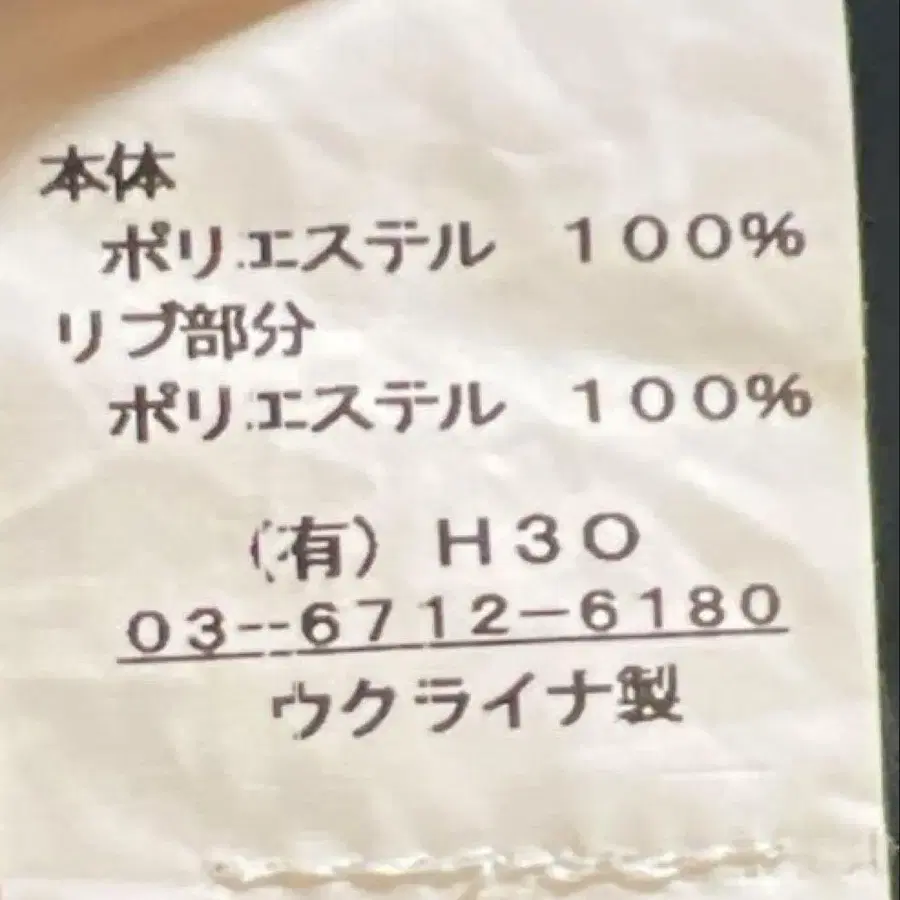 本体
ポリエステル　１００％
リブ部分
ポリエステル　１００％
（有）Ｈ３Ｏ
０３－６７１２－６１８０
ウクライナ製